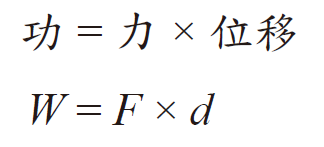 功 = 力 × 位移
W = F × d